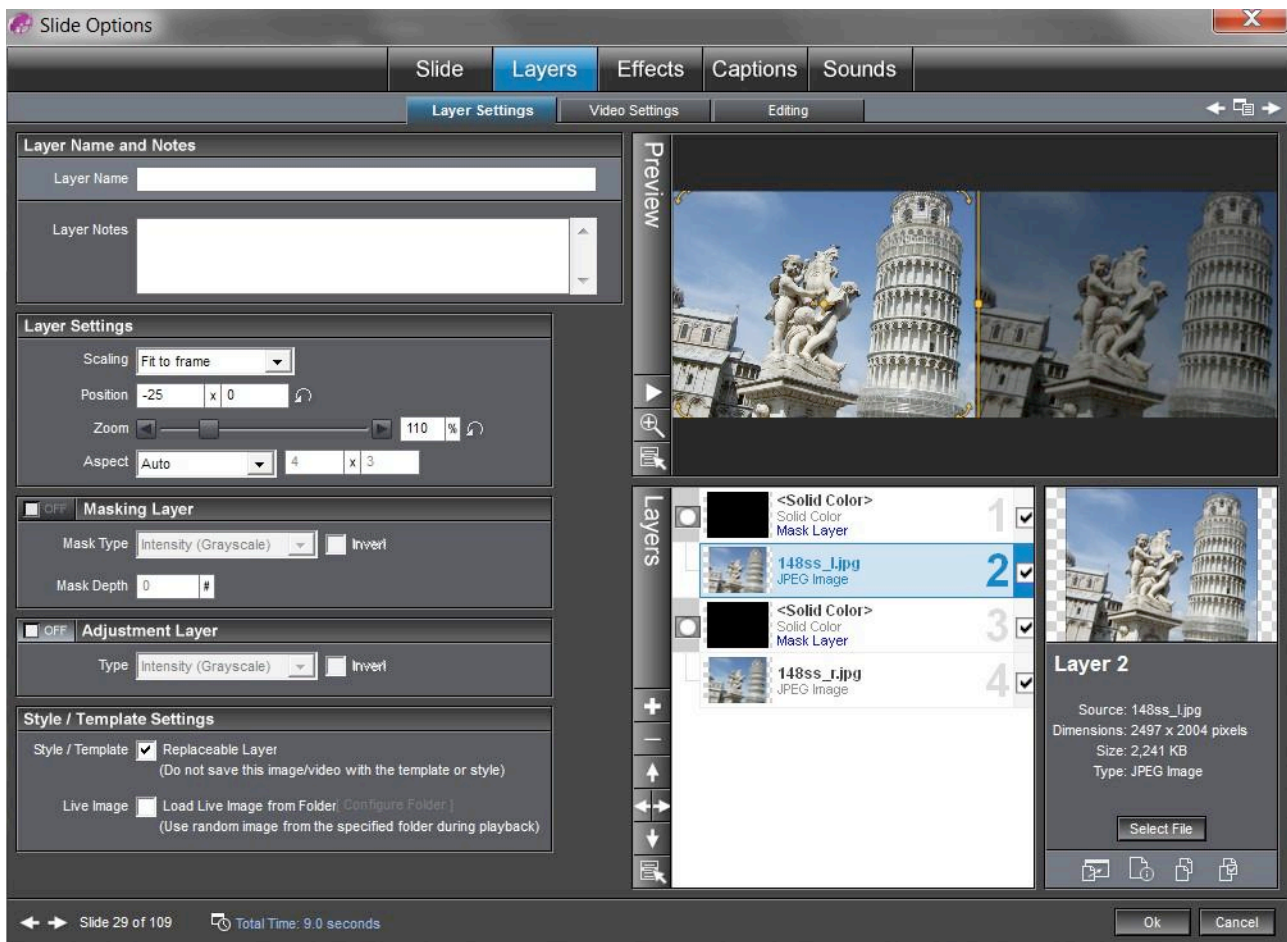 Slide Options
X
Slide Layers Effects Captions Sounds
Layer Settings Video Settings Editing
Layer Name and Notes
Layer Name
Layer Notes
Layer Settings
Scaling Fit to frame
Position -25 x 0
Zoom 110 %
Aspect Auto 4 x 3
OFF Masking Layer
Mask Type Intensity (Grayscale) Invert
Mask Depth 0 #
OFF Adjustment Layer
Type Intensity (Grayscale) Invert
Style / Template Settings
Style / Template Replaceable Layer
(Do not save this image/video with the template or style)
Live Image Load Live Image from Folder [ Configure Folder ]
(Use random image from the specified folder during playback)
Preview
Layers
<Solid Color>
Solid Color
Mask Layer
1
148ss_l.jpg
JPEG Image
2
<Solid Color>
Solid Color
Mask Layer
3
148ss_r.jpg
JPEG Image
4
Layer 2
Source: 148ss_l.jpg
Dimensions: 2497 x 2004 pixels
Size: 2,241 KB
Type: JPEG Image
Select File
Slide 29 of 109 Total Time: 9.0 seconds
Ok Cancel